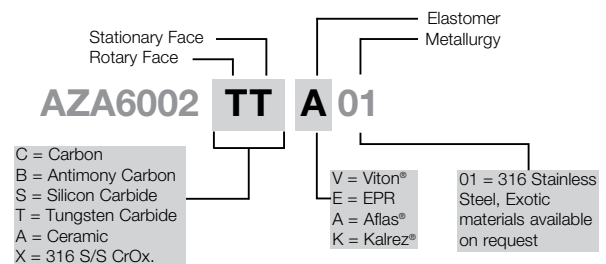 Elastomer
Stationary Face
Metallurgy
Rotary Face
AZA6002 TT A 01
C = Carbon
B = Antimony Carbon
S = Silicon Carbide
T = Tungsten Carbide
A = Ceramic
X = 316 S/S CrOx.
V = Viton®
E = EPR
A = Aflas®
K = Kalrez®
01 = 316 Stainless
Steel, Exotic
materials available
on request